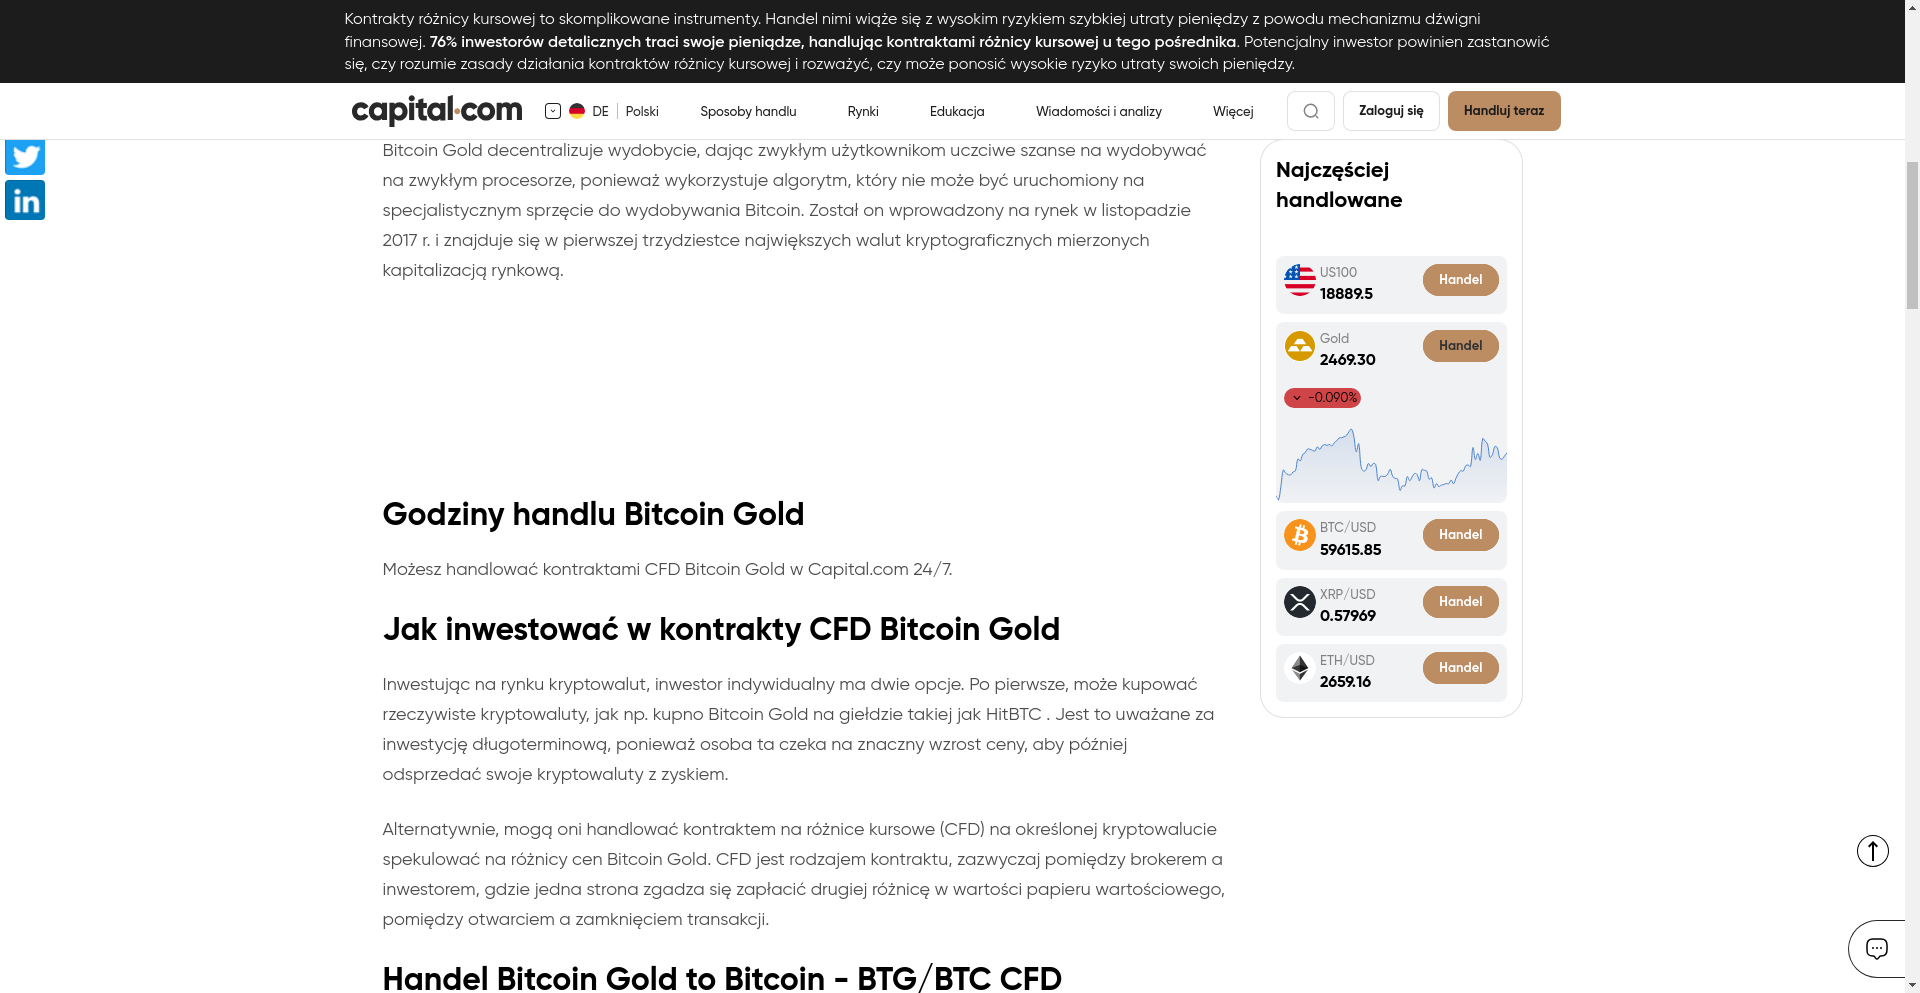 Kontrakty różnicy kursowej to skomplikowane instrumenty. Handel nimi wiąże się z wysokim ryzykiem szybkiej utraty pieniędzy z powodu mechanizmu dźwigni
finansowej. 76% inwestorów detalicznych traci swoje pieniądze, handlując kontraktami różnicy kursowej u tego pośrednika. Potencjalny inwestor powinien zastanowić
się, czy rozumie zasady działania kontraktów różnicy kursowej i rozważyć, czy może ponosić wysokie ryzyko utraty swoich pieniędzy.
capital.com
DE
Polski
Sposoby handlu
Rynki
Edukacja
Wiadomości i analizy
Więcej
Zaloguj się
Handluj teraz
Bitcoin Gold decentralizuje wydobycie, dając zwykłym użytkownikom uczciwe szanse na wydobywać
na zwykłym procesorze, ponieważ wykorzystuje algorytm, który nie może być uruchomiony na
specjalistycznym sprzęcie do wydobywania Bitcoin. Został on wprowadzony na rynek w listopadzie
2017 r. i znajduje się w pierwszej trzydziestce największych walut kryptograficznych mierzonych
kapitalizacją rynkową.
Godziny handlu Bitcoin Gold
Możesz handlować kontraktami CFD Bitcoin Gold w Capital.com 24/7.
Jak inwestować w kontrakty CFD Bitcoin Gold
Inwestując na rynku kryptowalut, inwestor indywidualny ma dwie opcje. Po pierwsze, może kupować
rzeczywiste kryptowaluty, jak np. kupno Bitcoin Gold na giełdzie takiej jak HitBTC . Jest to uważane za
inwestycję długoterminową, ponieważ osoba ta czeka na znaczny wzrost ceny, aby później
odsprzedać swoje kryptowaluty z zyskiem.
Alternatywnie, mogą oni handlować kontraktem na różnice kursowe (CFD) na określonej kryptowalucie
spekulować na różnicy cen Bitcoin Gold. CFD jest rodzajem kontraktu, zazwyczaj pomiędzy brokerem a
inwestorem, gdzie jedna strona zgadza się zapłacić drugiej różnicę w wartości papieru wartościowego,
pomiędzy otwarciem a zamknięciem transakcji.
Handel Bitcoin Gold to Bitcoin - BTG/BTC CFD
Najczęściej
handlowane
US100
18889.5
Handel
Gold
2469.30
Handel
-0.090%
BTC/USD
59615.85
Handel
XRP/USD
0.57969
Handel
ETH/USD
2659.16
Handel